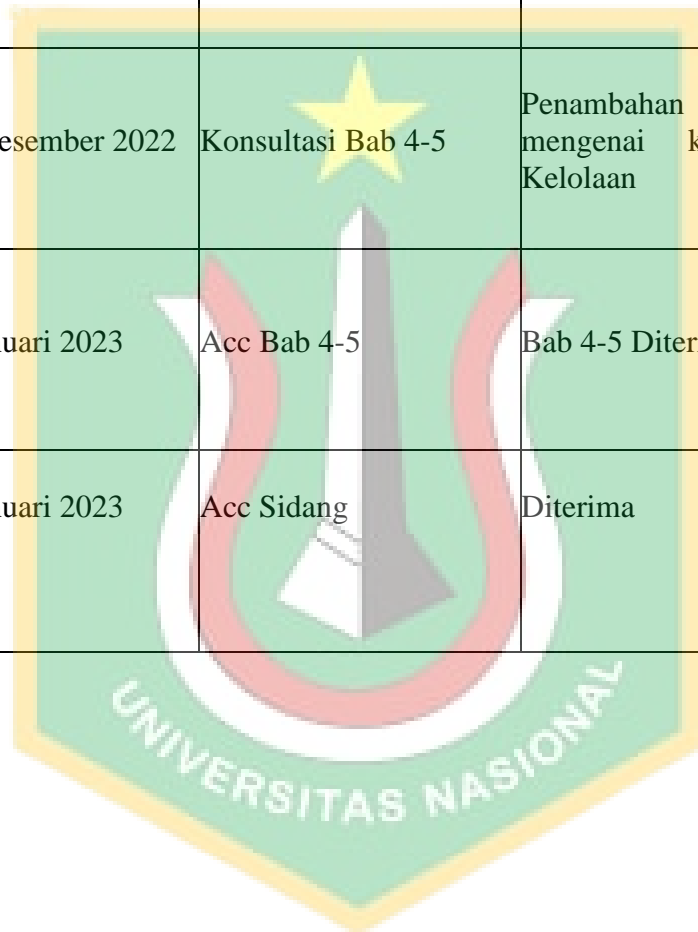 esember 2022 Konsultasi Bab 4-5 Penambahan
mengenai k
Kelolaan
uari 2023 Acc Bab 4-5 Bab 4-5 Diter
uari 2023 Acc Sidang Diterima
UNIVERSITAS NASIONAL